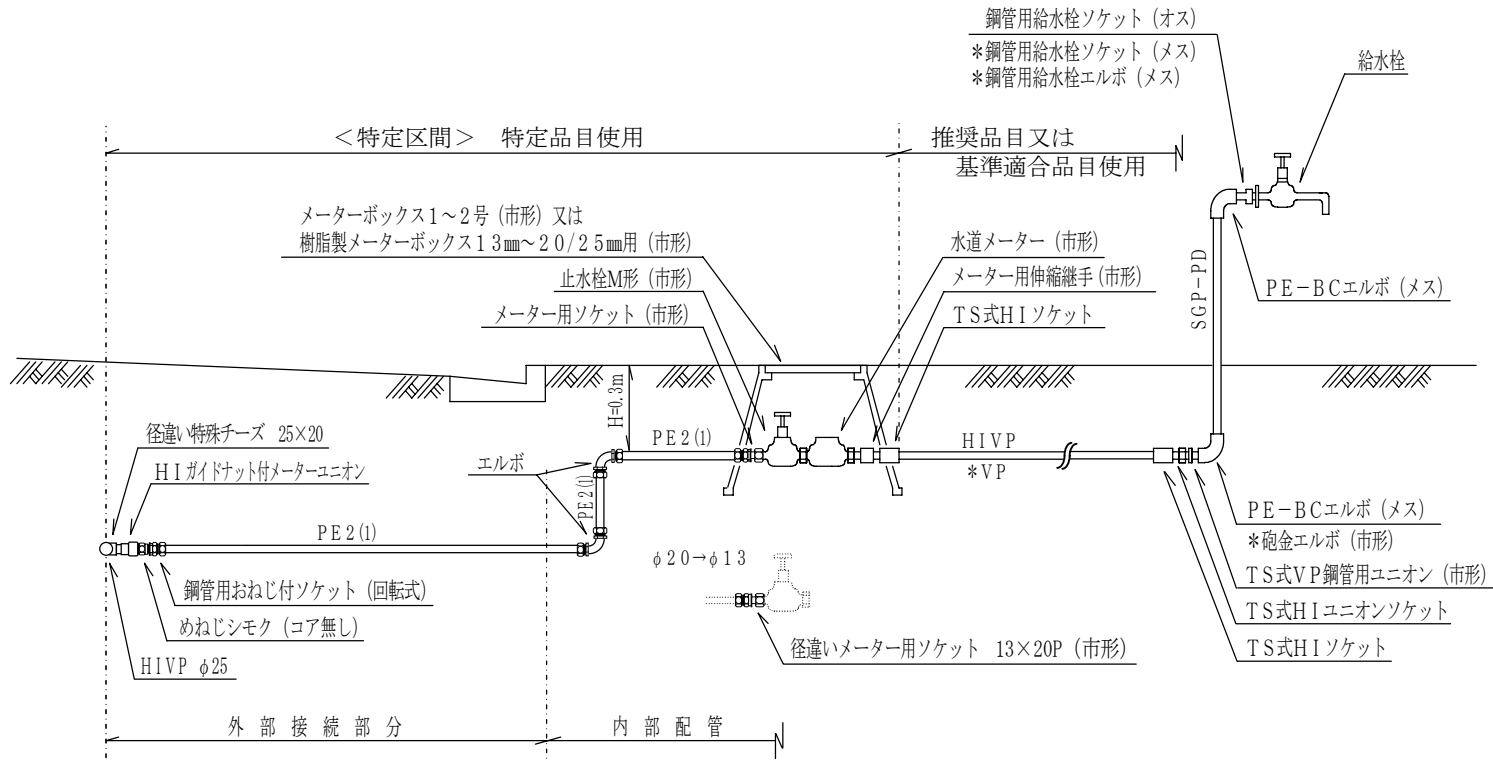 鋼管用給水栓ソケット (オス)
*鋼管用給水栓ソケット (メス)
*鋼管用給水栓エルボ (メス)
給水栓
＜特定区間＞　特定品目使用
推奨品目又は
基準適合品目使用
メーターボックス１〜２号 (市形) 又は
樹脂製メーターボックス１３㎜〜２０/２５㎜用 (市形)
止水栓M形 (市形)
メーター用ソケット (市形)
水道メーター (市形)
メーター用伸縮継手 (市形)
ＴＳ式ＨＩソケット
SGP-PD
PE-BCエルボ (メス)
H=0.3m
径違い特殊チーズ 25×20
ＨＩガイドナット付メーターユニオン
エルボ
PE2(1)
PE2(1)
PE2(1)
HIVP
*VP
鋼管用おねじ付ソケット (回転式)
めねじシモク (コア無し)
HIVP φ25
φ20→φ13
径違いメーター用ソケット 13×20P (市形)
PE-BCエルボ (メス)
*砲金エルボ (市形)
ＴＳ式ＶＰ鋼管用ユニオン (市形)
ＴＳ式ＨＩユニオンソケット
ＴＳ式ＨＩソケット
外部接続部分
内部配管